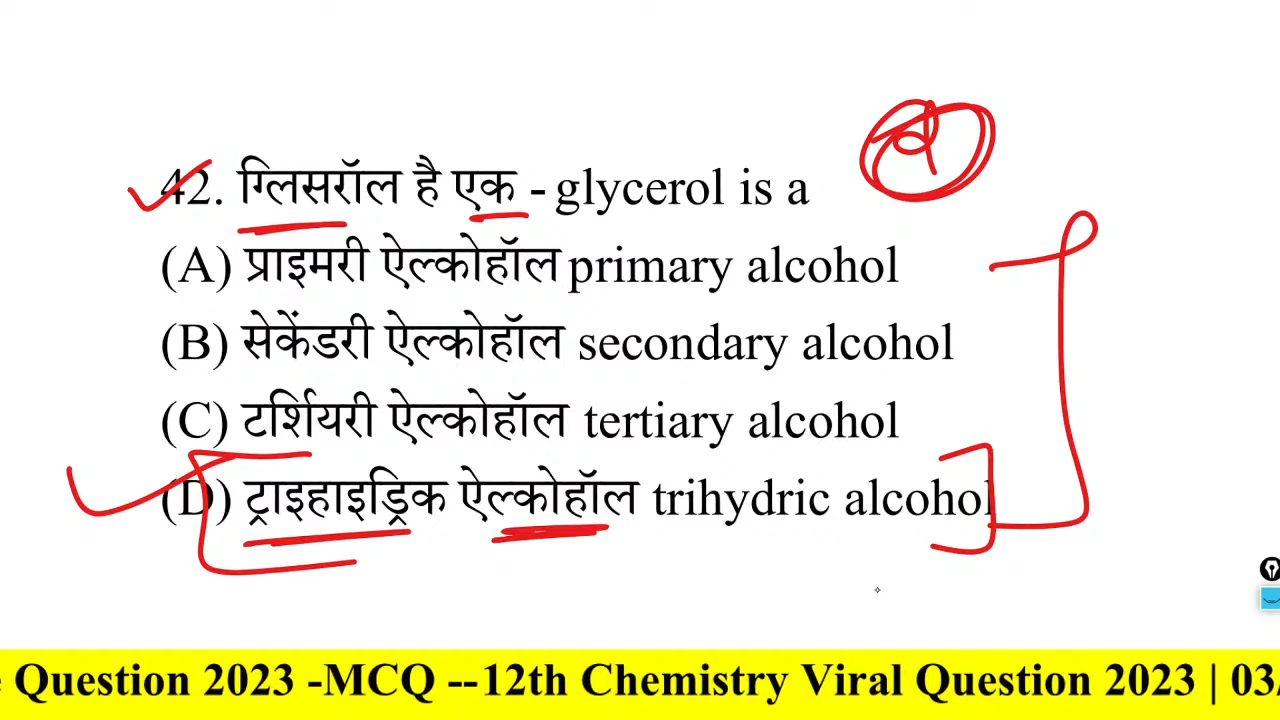 42. ग्लिसरॉल है एक - glycerol is a
(A) प्राइमरी ऐल्कोहॉल primary alcohol
(B) सेकेंडरी ऐल्कोहॉल secondary alcohol
(C) टर्शियरी ऐल्कोहॉल tertiary alcohol
(D) ट्राइहाइड्रिक ऐल्कोहॉल trihydric alcohol
Question 2023 -MCQ --12th Chemistry Viral Question 2023 | 03